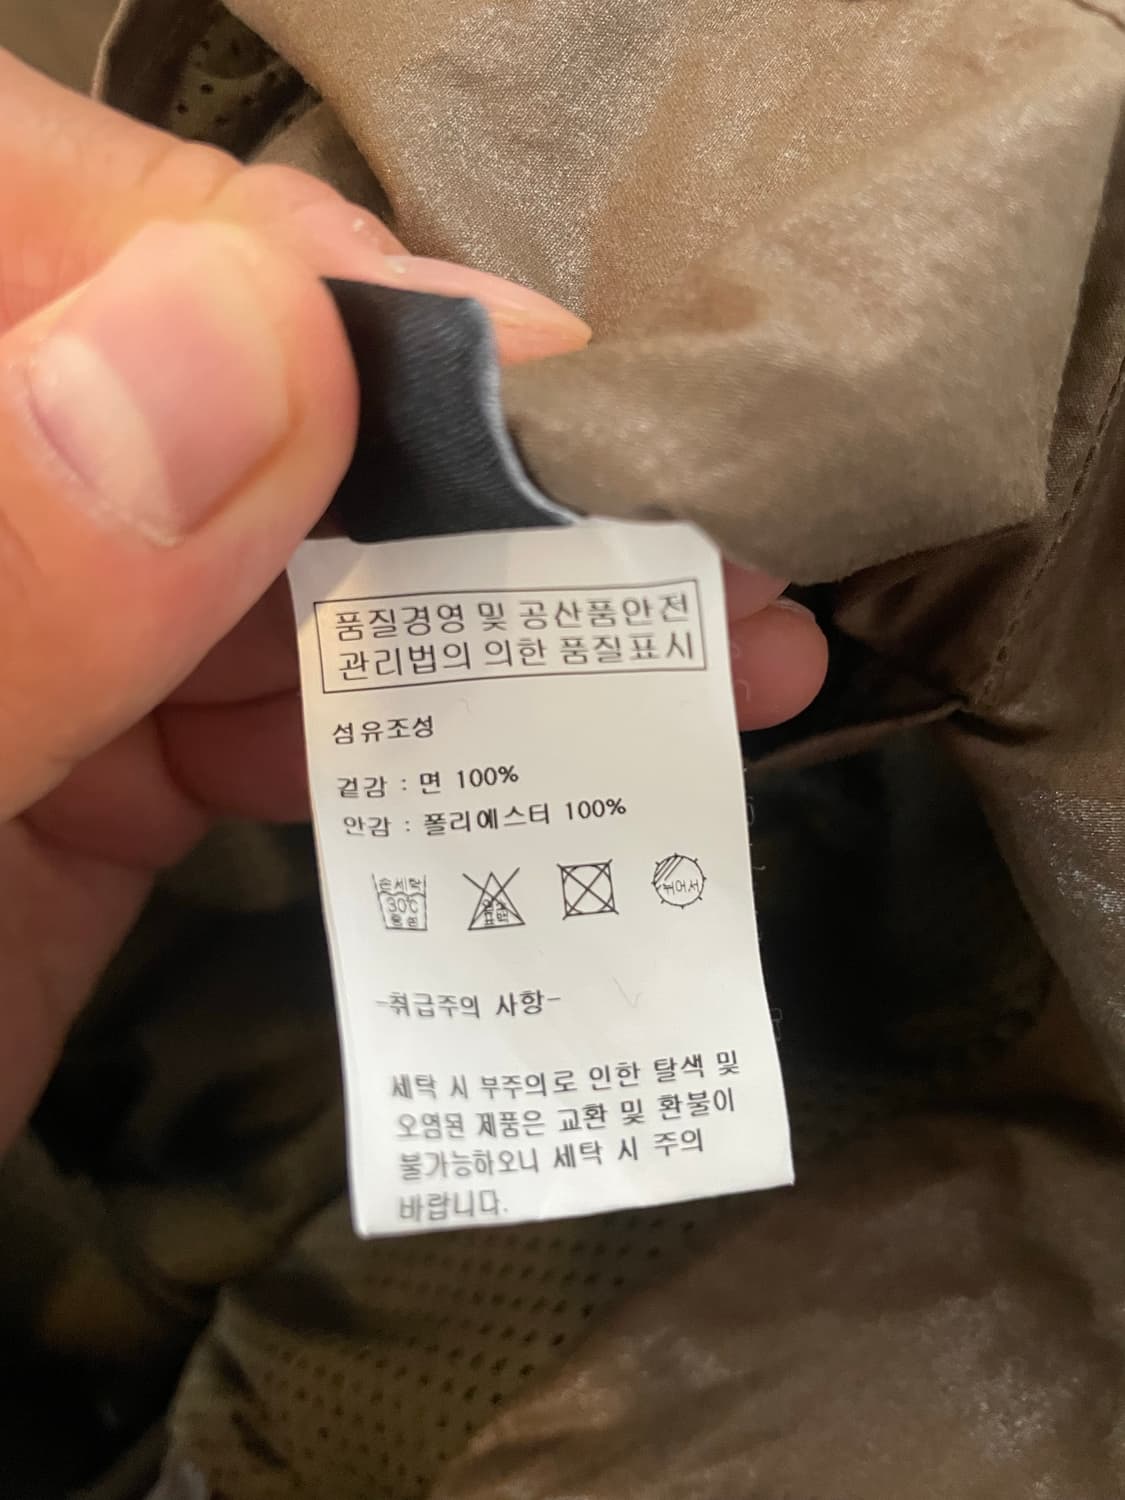 품질경영 및 공산품안전
관리법의 의한 품질표시
섬유조성
겉감 : 면 100%
안감 : 폴리에스터 100%
손세탁
30℃
중성
염소
표백
뉘어서
-취급주의 사항-
세탁 시 부주의로 인한 탈색 및
오염된 제품은 교환 및 환불이
불가능하오니 세탁 시 주의
바랍니다.